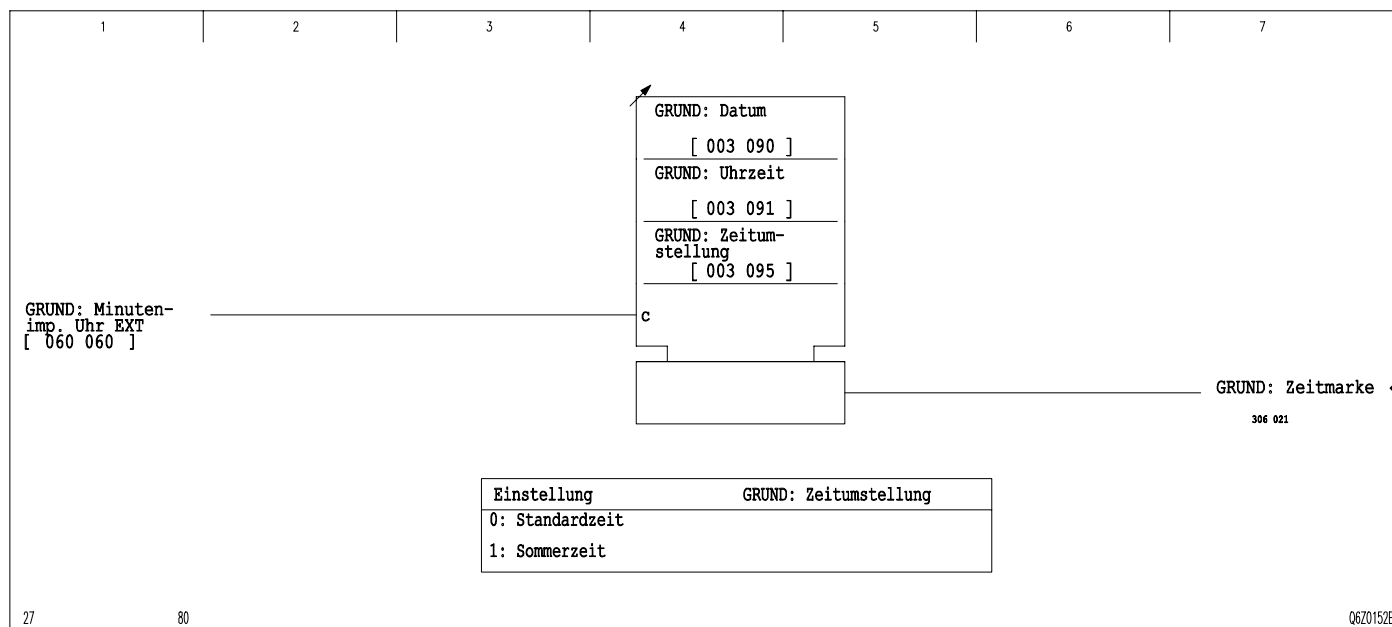 1 2 3 4 5 6 7
GRUND: Datum
[ 003 090 ]
GRUND: Uhrzeit
[ 003 091 ]
GRUND: Zeitum-
stellung
[ 003 095 ]
GRUND: Minuten-
imp. Uhr EXT
[ 060 060 ]
C
GRUND: Zeitmarke
306 021
Einstellung GRUND: Zeitumstellung
0: Standardzeit
1: Sommerzeit
27 80 Q6Z0152E